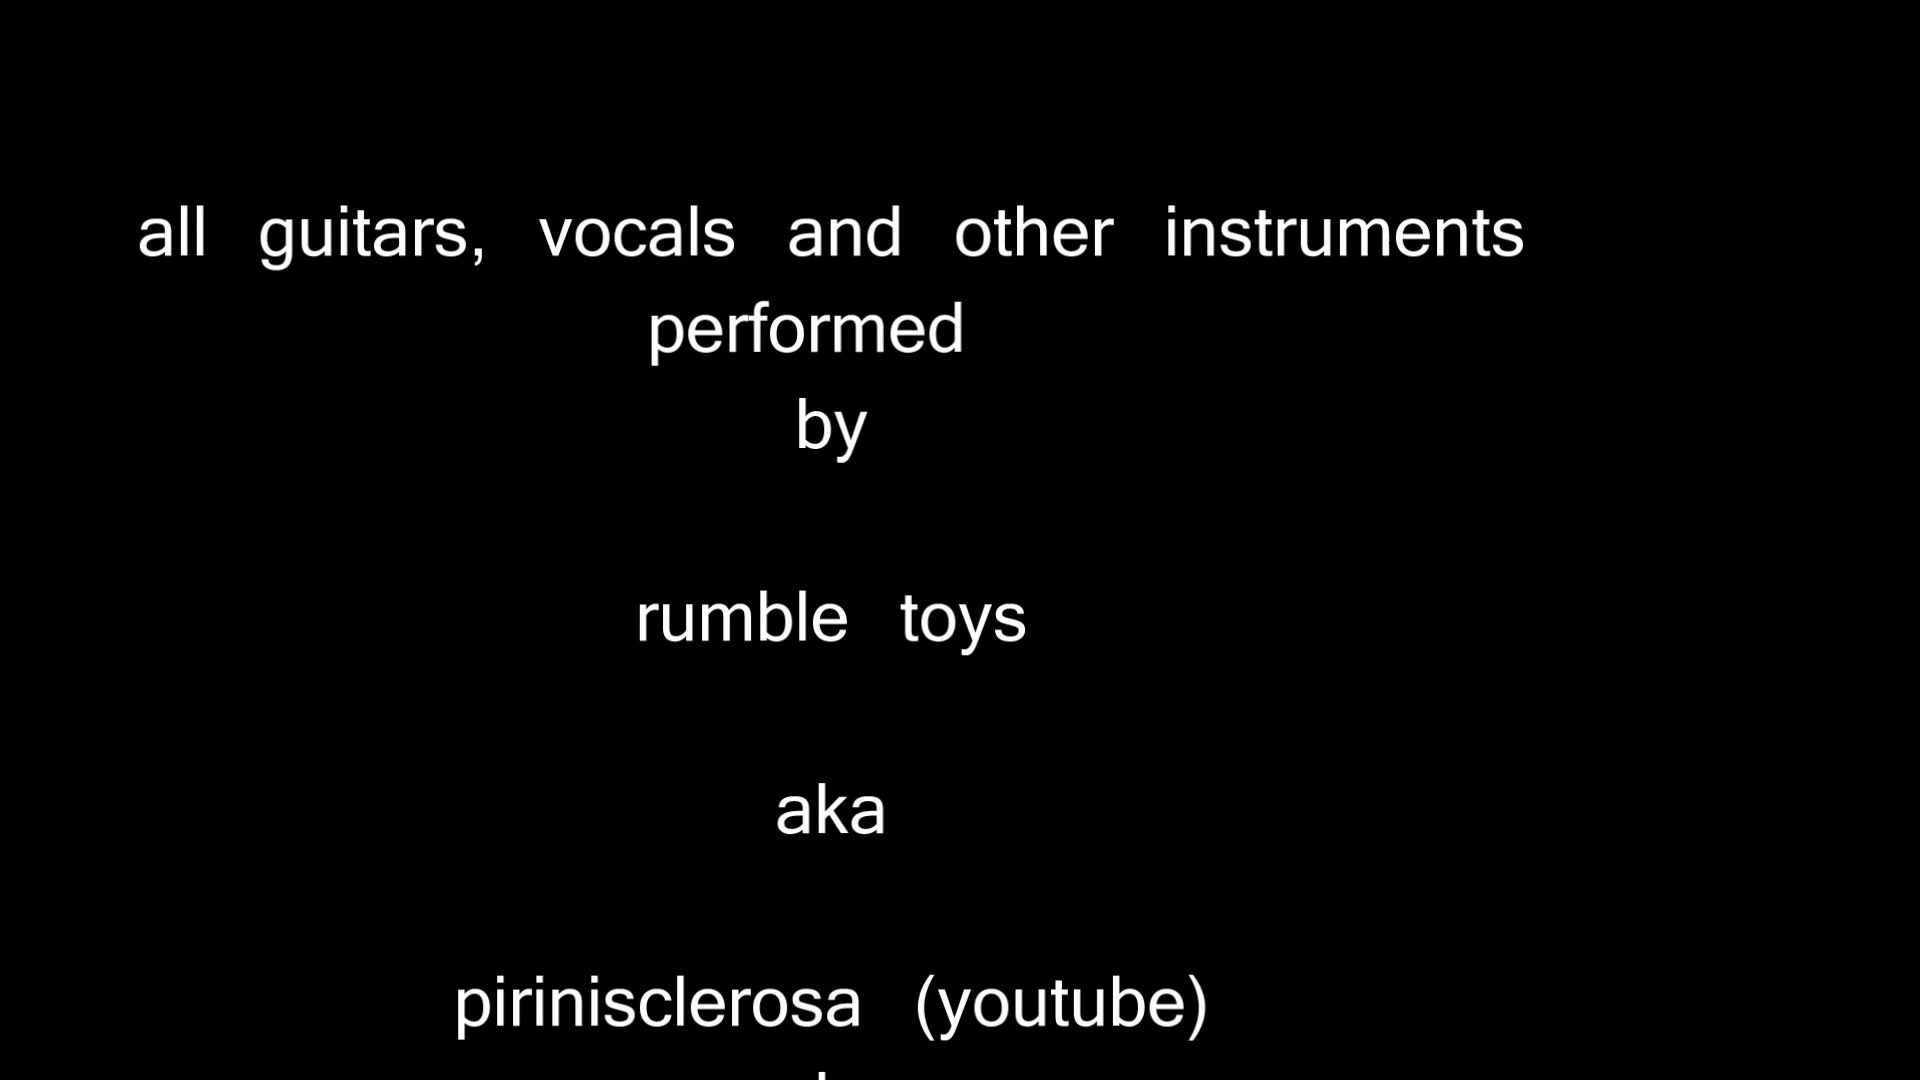 all guitars, vocals and other instruments
performed
by
rumble toys
aka
pirinisclerosa (youtube)